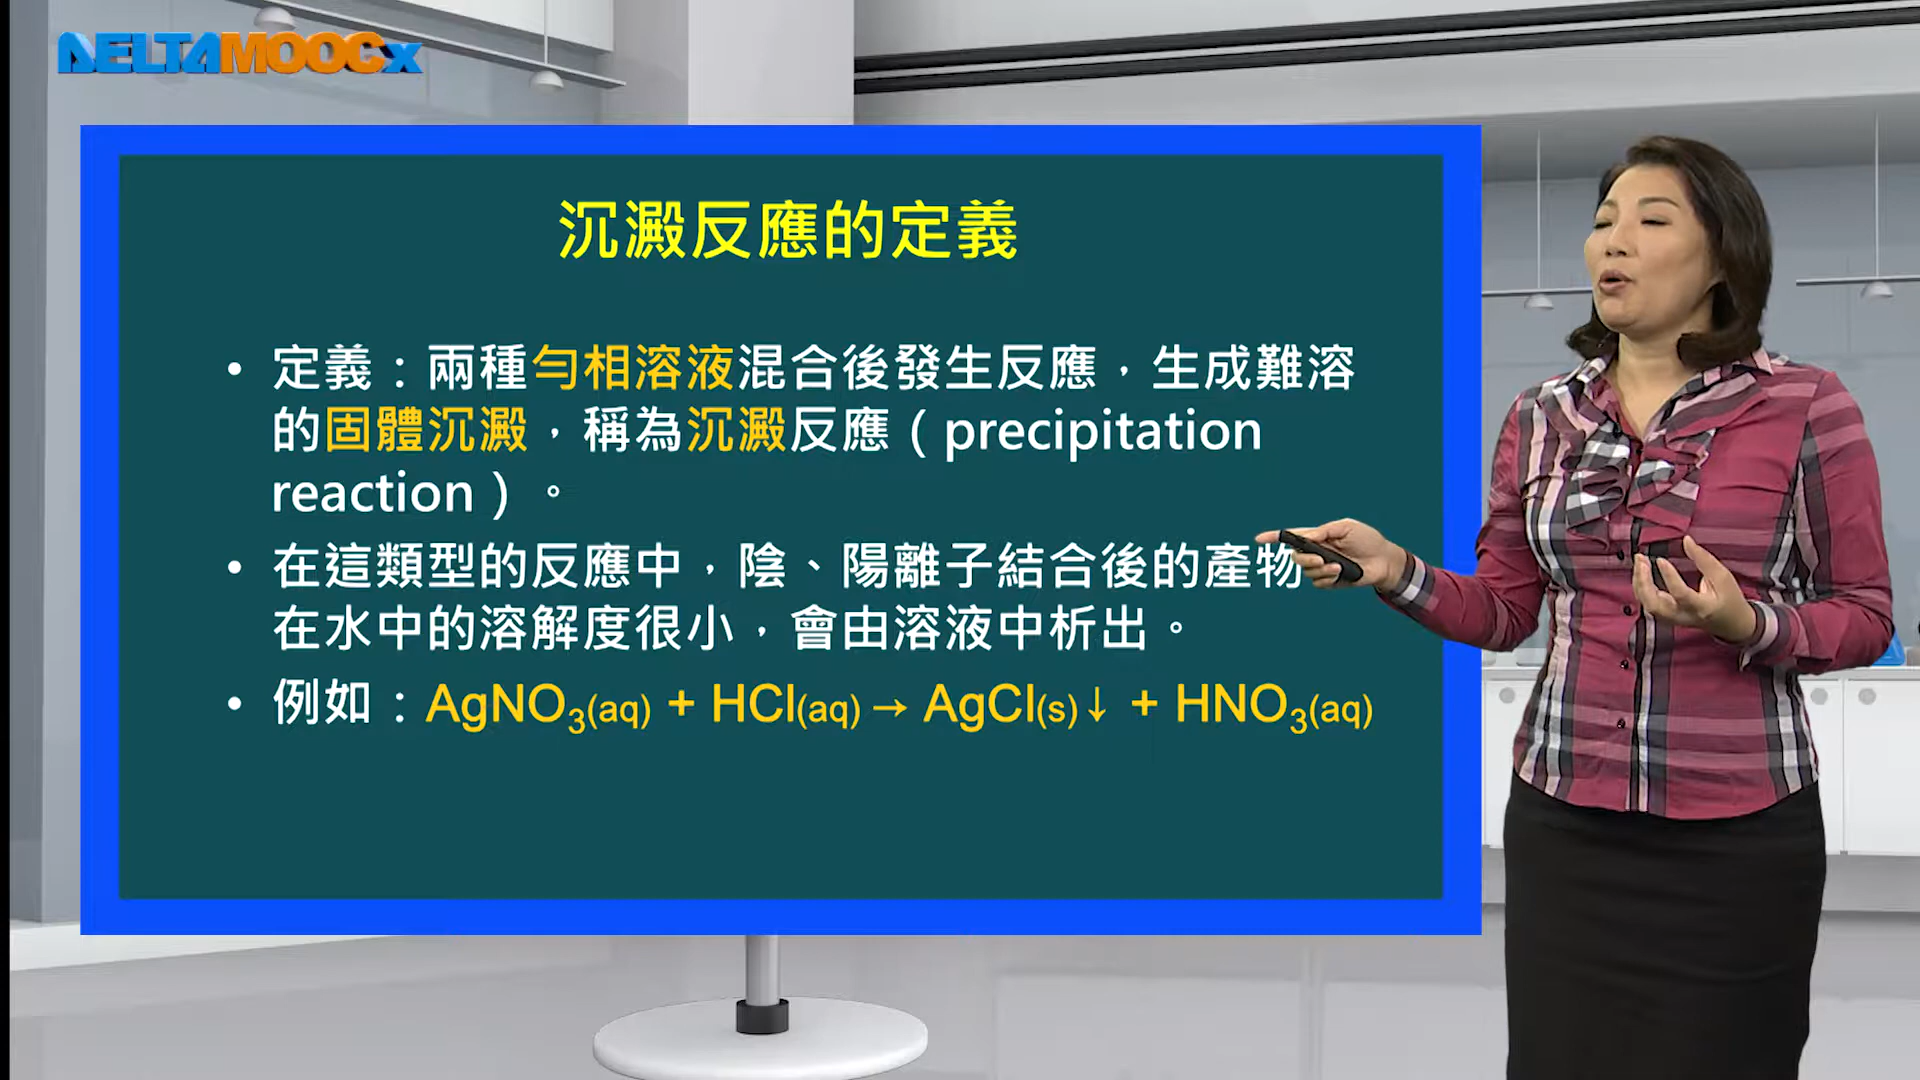 DELTAMOOCx
沉澱反應的定義
• 定義：兩種勻相溶液混合後發生反應，生成難溶
的固體沉澱，稱為沉澱反應（precipitation
reaction）。
• 在這類型的反應中，陰、陽離子結合後的產物
在水中的溶解度很小，會由溶液中析出。
• 例如：AgNO₃(aq) + HCl(aq) → AgCl(s)↓ + HNO₃(aq)